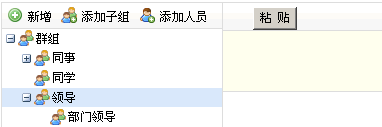 新增 添加子组 添加人员 粘 贴
群组
同事
同学
领导
部门领导